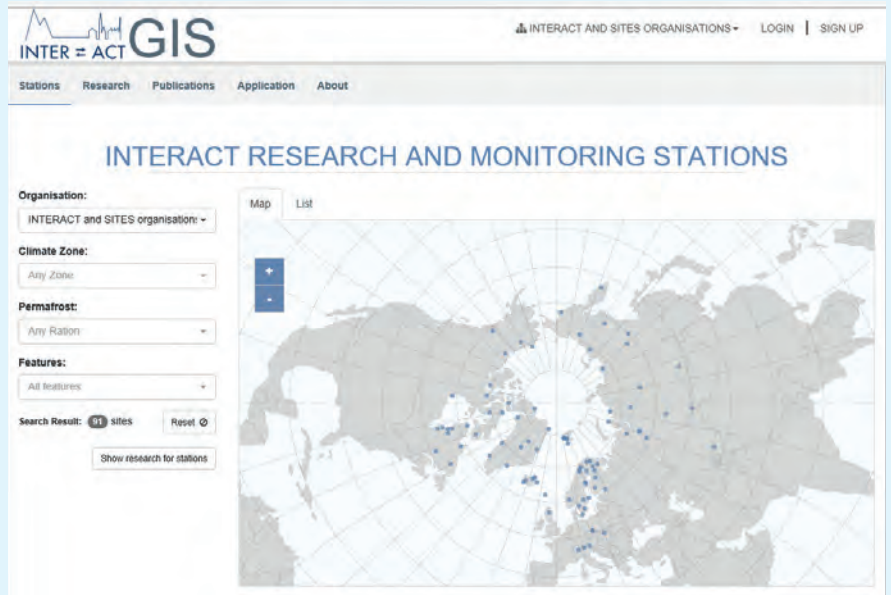 INTER ⇄ ACT GIS
INTERACT AND SITES ORGANISATIONS
LOGIN | SIGN UP
Stations Research Publications Application About
INTERACT RESEARCH AND MONITORING STATIONS
Organisation:
INTERACT and SITES organisations
Climate Zone:
Any Zone
Permafrost:
Any Ration
Features:
All features
Search Result: 91 sites
Reset
Show research for stations
Map List
+
-